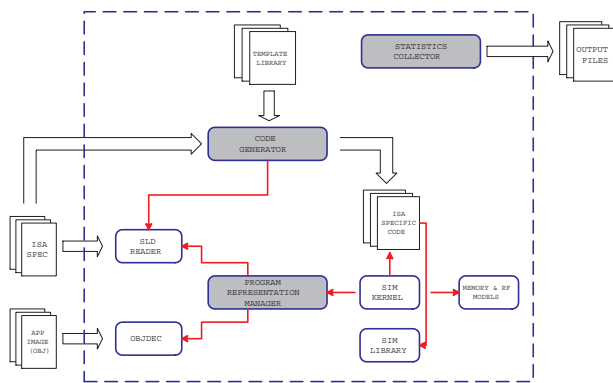 TEMPLATE
LIBRARY
STATISTICS
COLLECTOR
OUTPUT
FILES
CODE
GENERATOR
ISA
SPEC
SLD
READER
ISA
SPECIFIC
CODE
PROGRAM
REPRESENTATION
MANAGER
SIM
KERNEL
MEMORY & RF
MODELS
APP
IMAGE
(OBJ)
OBJDEC
SIM
LIBRARY